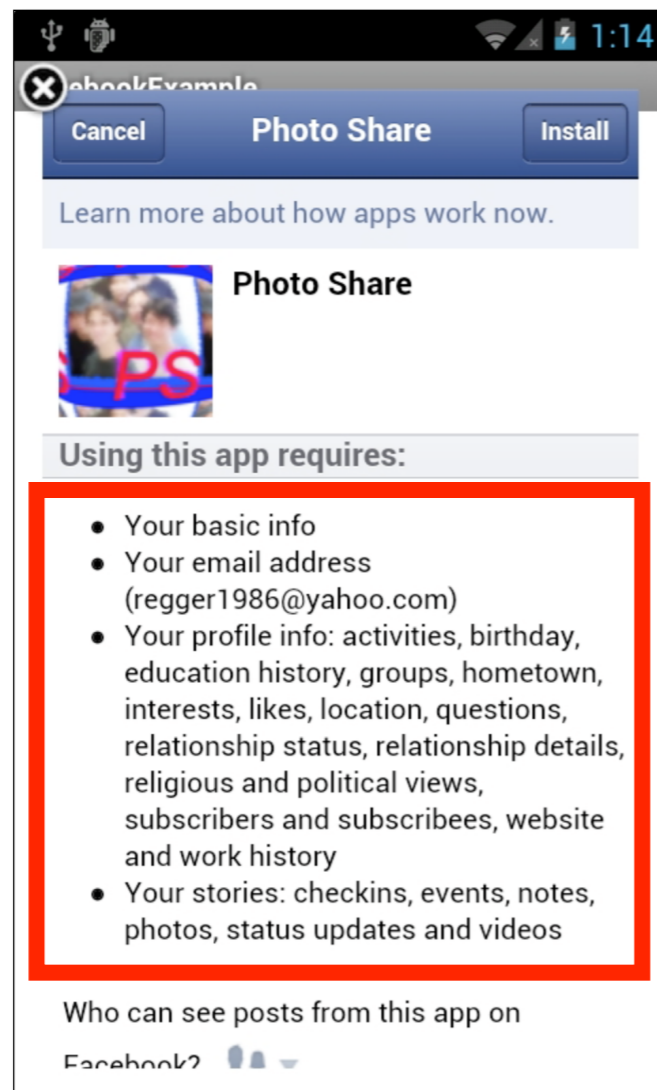 1:14
ebookExample
Cancel
Photo Share
Install
Learn more about how apps work now.
Photo Share
PS
Using this app requires:
• Your basic info
• Your email address
(regger1986@yahoo.com)
• Your profile info: activities, birthday,
education history, groups, hometown,
interests, likes, location, questions,
relationship status, relationship details,
religious and political views,
subscribers and subscribees, website
and work history
• Your stories: checkins, events, notes,
photos, status updates and videos
Who can see posts from this app on
Facebook?